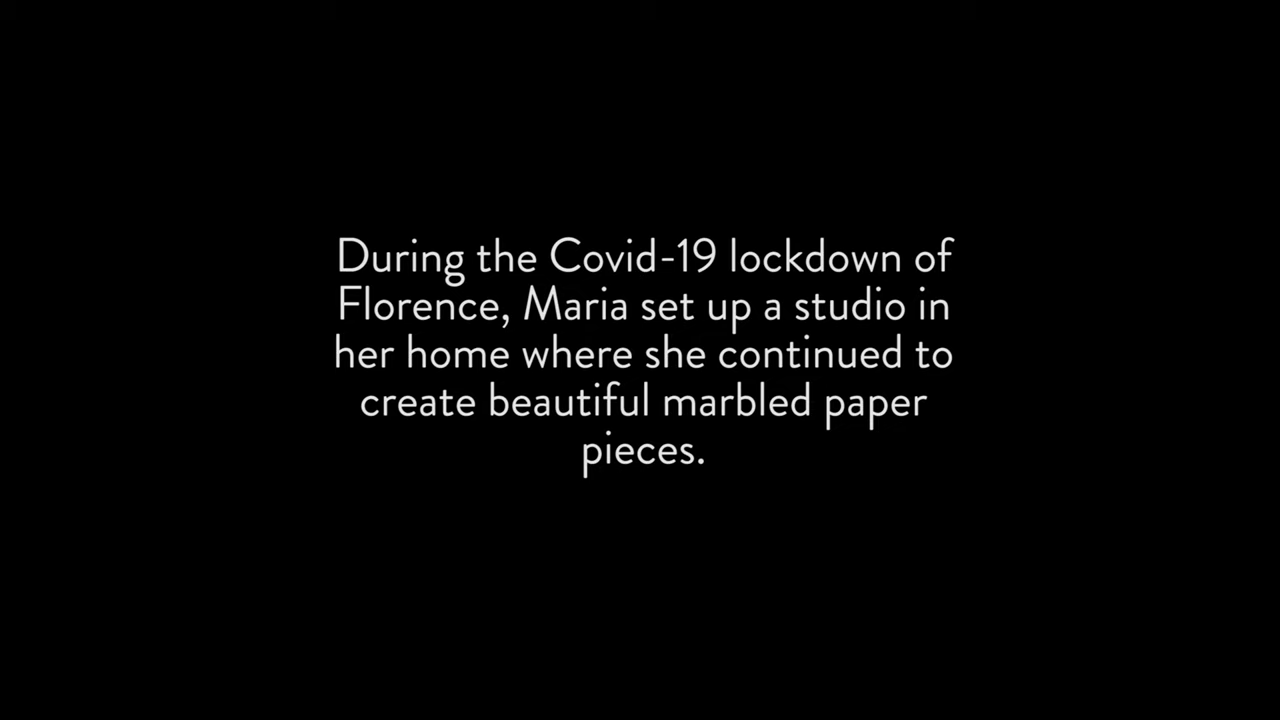 During the Covid-19 lockdown of
Florence, Maria set up a studio in
her home where she continued to
create beautiful marbled paper
pieces.